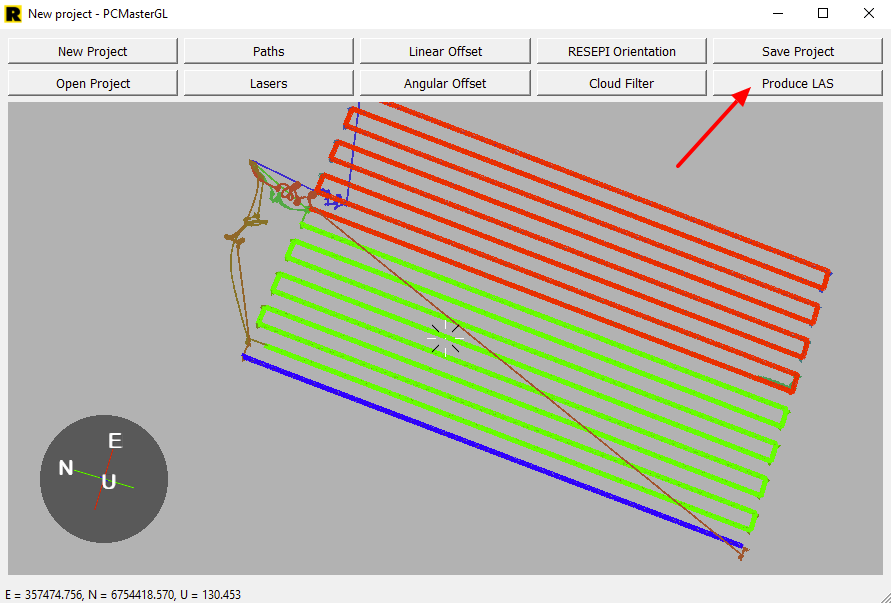 R New project - PCMasterGL
New Project Paths Linear Offset RESEPI Orientation Save Project
Open Project Lasers Angular Offset Cloud Filter Produce LAS
E
N
U
E = 357474.756, N = 6754418.570, U = 130.453